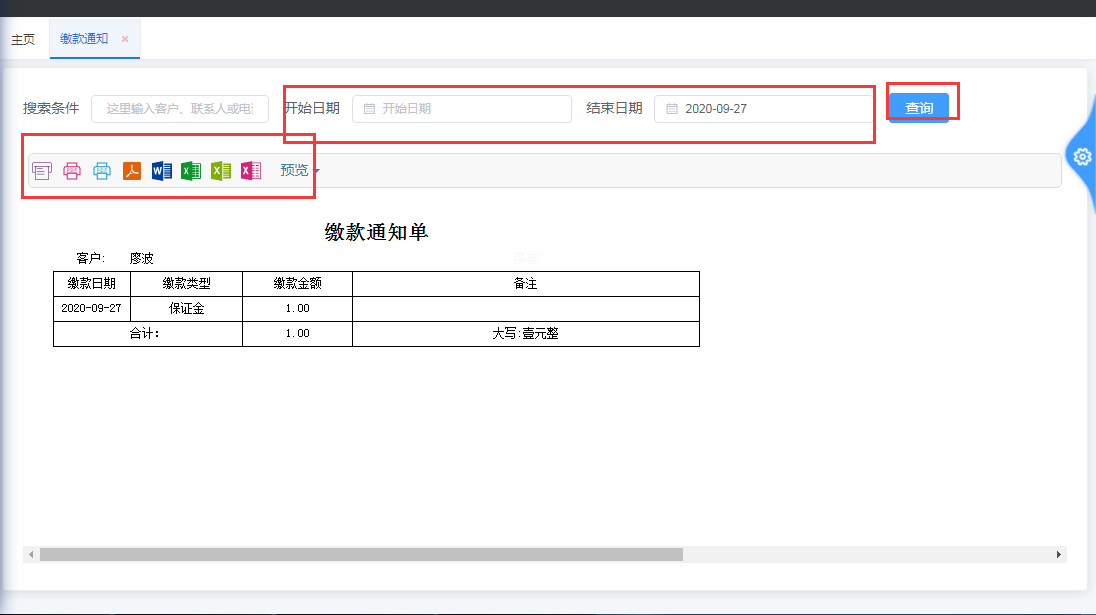 主页 缴款通知
搜索条件 这里输入客户、联系人或电话 开始日期 开始日期 结束日期 2020-09-27 查询
预览
缴款通知单
客户: 廖波 廖波
缴款日期 缴款类型 缴款金额 备注
2020-09-27 保证金 1.00
合计: 1.00 大写:壹元整